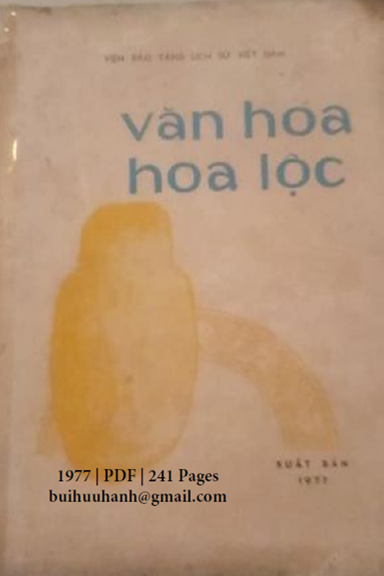 VIỆN BẢO TÀNG LỊCH SỬ VIỆT NAM
văn hóa
hoa lộc
XUẤT BẢN
1977
1977 | PDF | 241 Pages
buihuuhanh@gmail.com